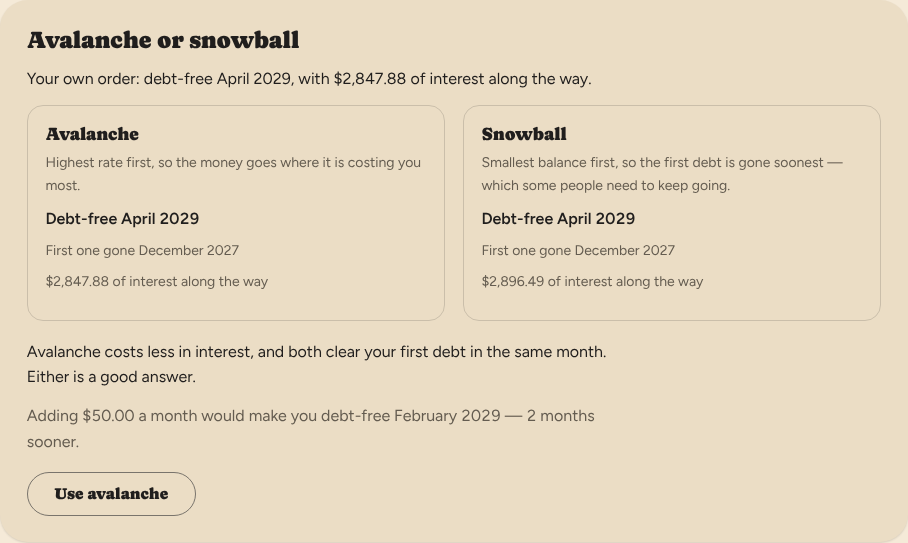 Avalanche or snowball
Your own order: debt-free April 2029, with $2,847.88 of interest along the way.
Avalanche
Highest rate first, so the money goes where it is costing you
most.
Debt-free April 2029
First one gone December 2027
$2,847.88 of interest along the way
Snowball
Smallest balance first, so the first debt is gone soonest —
which some people need to keep going.
Debt-free April 2029
First one gone December 2027
$2,896.49 of interest along the way
Avalanche costs less in interest, and both clear your first debt in the same month.
Either is a good answer.
Adding $50.00 a month would make you debt-free February 2029 — 2 months
sooner.
Use avalanche